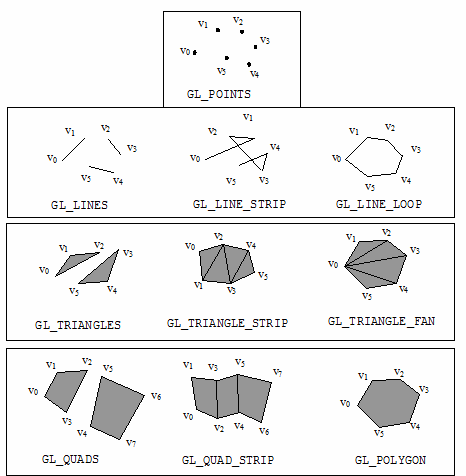 v1 v2
v0 v3
v5 v4
GL_POINTS
v1 v2 v2 v1 v1 v2
v0 v3 v0 v4 v0 v3
v5 v4 v5 v3 v5 v4
GL_LINES GL_LINE_STRIP GL_LINE_LOOP
v1 v2 v3 v0 v2 v4 v1 v2 v3
v0 v5 v4 v1 v3 v5 v0 v5 v4
GL_TRIANGLES GL_TRIANGLE_STRIP GL_TRIANGLE_FAN
v1 v2 v5 v1 v3 v5 v7 v1 v2
v0 v6 v0 v0 v3
v3 v4 v7 v2 v4 v6 v5 v4
GL_QUADS GL_QUAD_STRIP GL_POLYGON